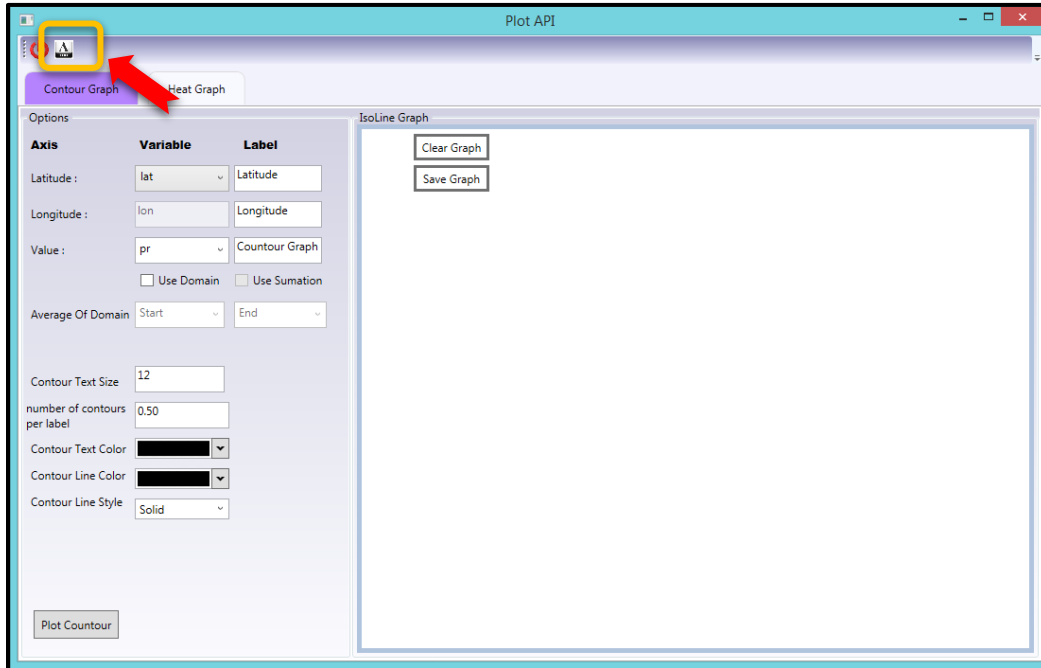 Plot API
Contour Graph Heat Graph
Options
Axis Variable Label
Latitude : lat Latitude
Longitude : lon Longitude
Value : pr Countour Graph
Use Domain Use Sumation
Average Of Domain Start End
Contour Text Size 12
number of contours
per label 0.50
Contour Text Color
Contour Line Color
Contour Line Style Solid
Plot Countour
IsoLine Graph
Clear Graph
Save Graph